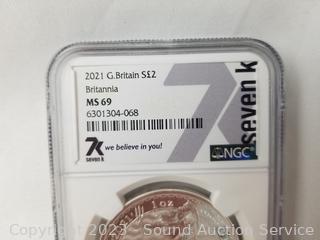 2021 G.Britain S£2
Britannia
MS 69
6301304-068
7k
seven k
we believe in you!
7
seven k
NGC
1 oz
Copyright 2023 - Sound Auction Service